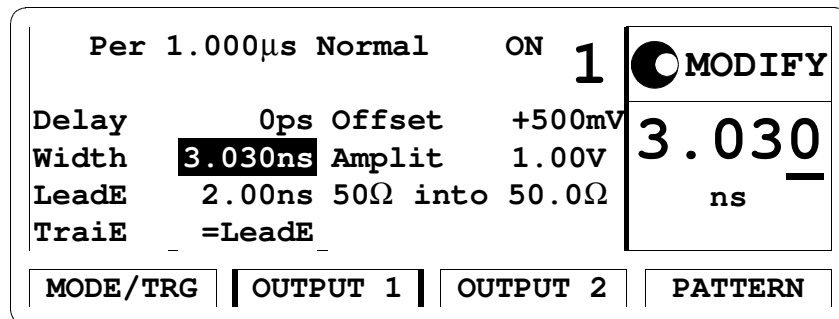 Per 1.000μs Normal ON 1
MODIFY
Delay 0ps Offset +500mV
Width 3.030ns Amplit 1.00V
LeadE 2.00ns 50Ω into 50.0Ω
TraiE =LeadE
3.030
ns
MODE/TRG OUTPUT 1 OUTPUT 2 PATTERN